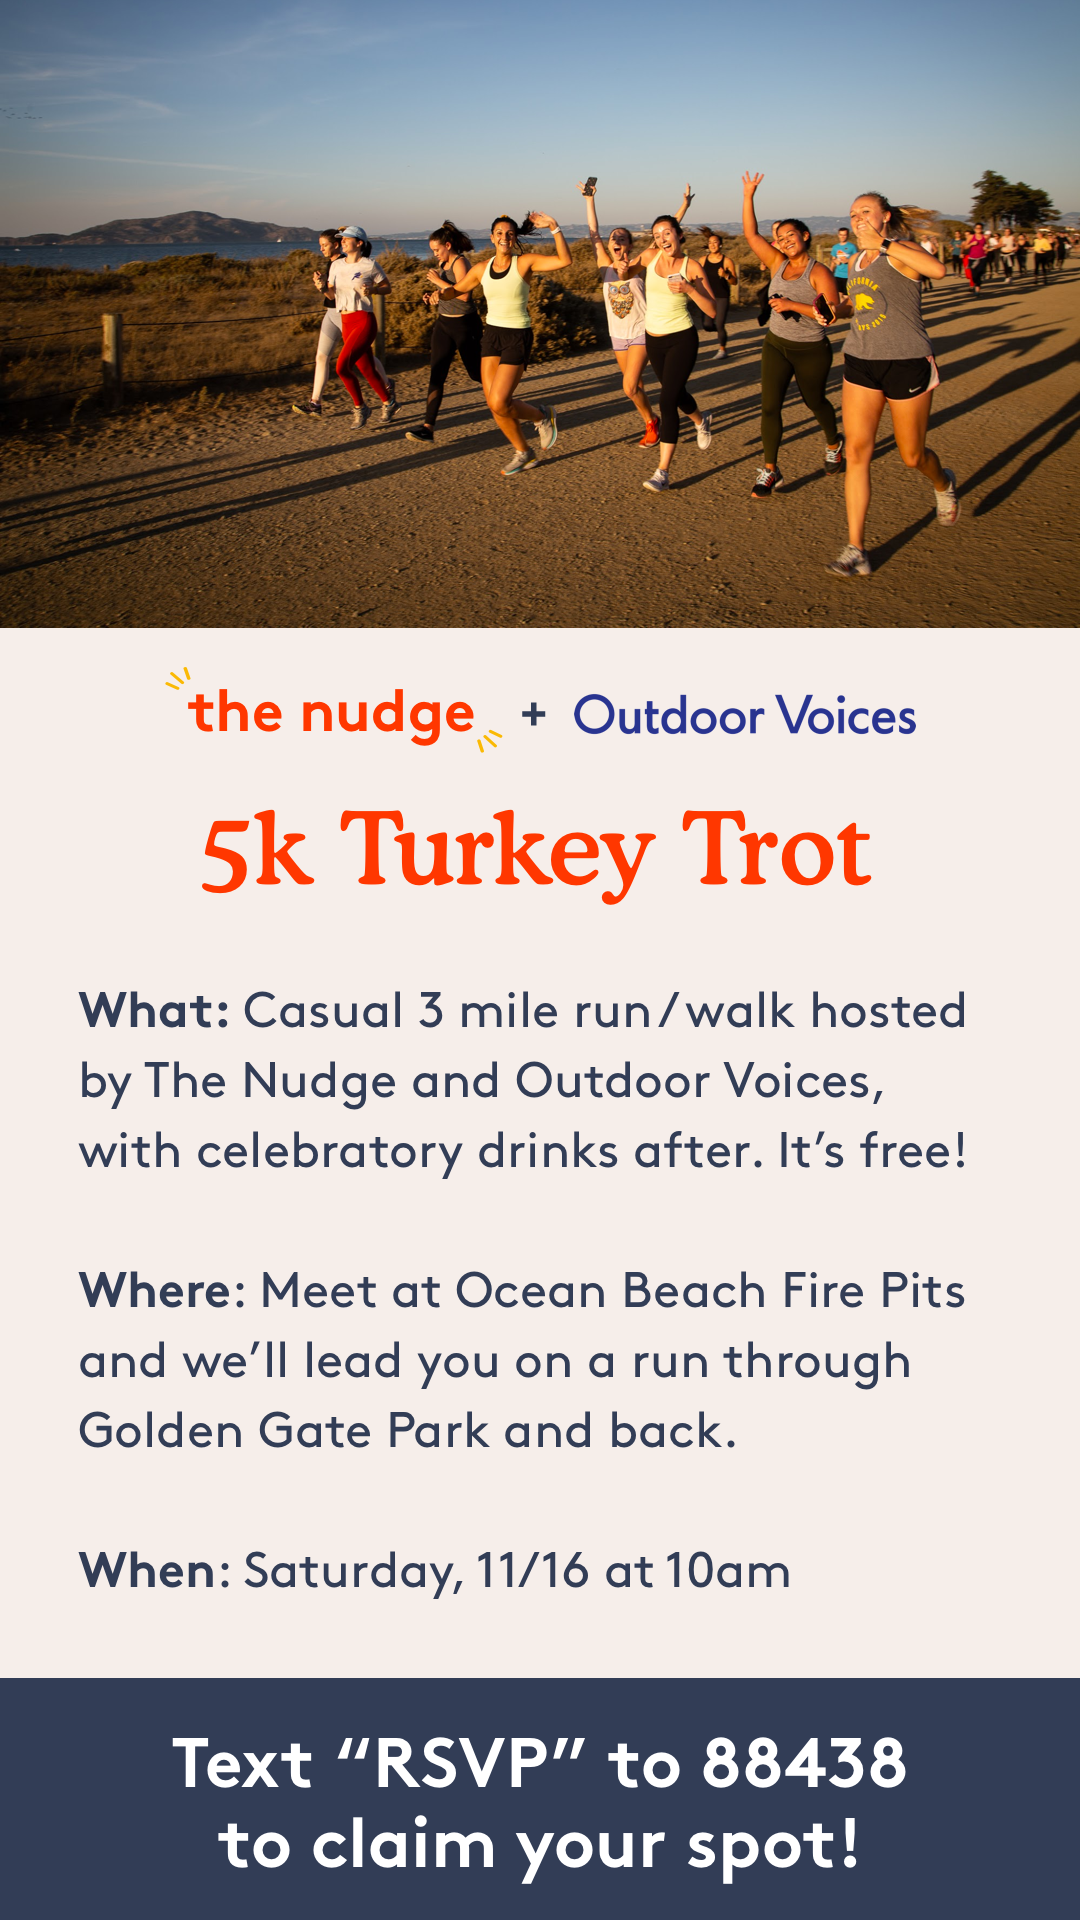 the nudge + Outdoor Voices
5k Turkey Trot
What: Casual 3 mile run/walk hosted
by The Nudge and Outdoor Voices,
with celebratory drinks after. It’s free!
Where: Meet at Ocean Beach Fire Pits
and we’ll lead you on a run through
Golden Gate Park and back.
When: Saturday, 11/16 at 10am
Text “RSVP” to 88438
to claim your spot!